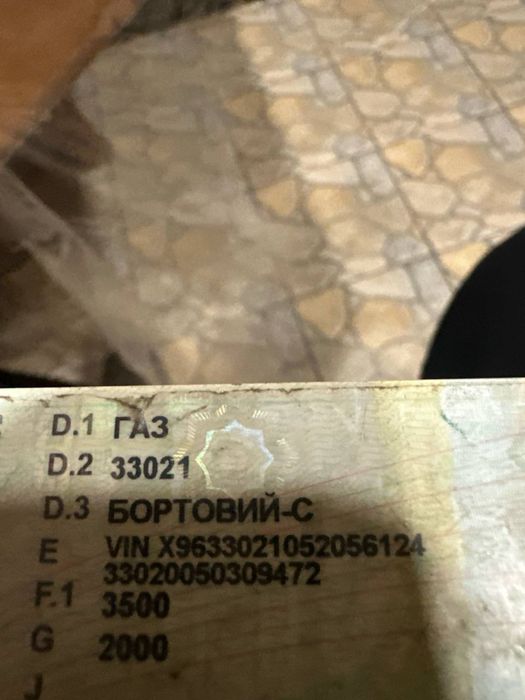 D.1 ГАЗ
D.2 33021
D.3 БОРТОВИЙ-С
E VIN X9633021052056124
33020050309472
F.1 3500
G 2000
J